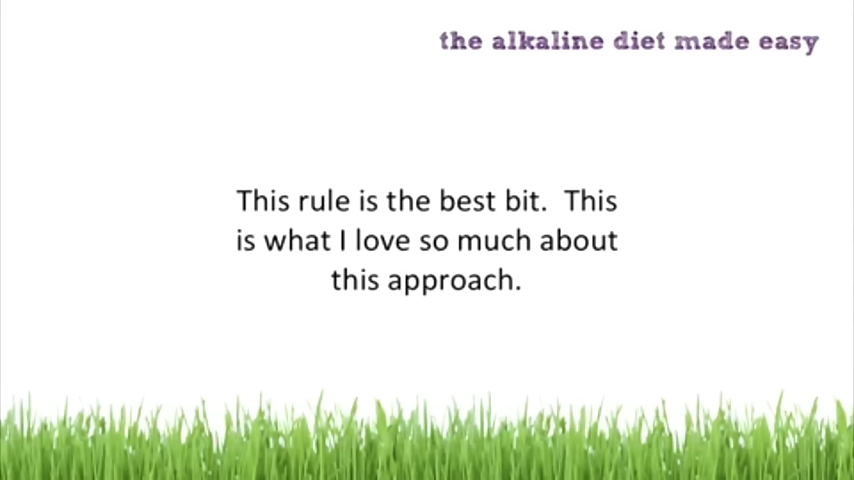 the alkaline diet made easy
This rule is the best bit.  This
is what I love so much about
this approach.